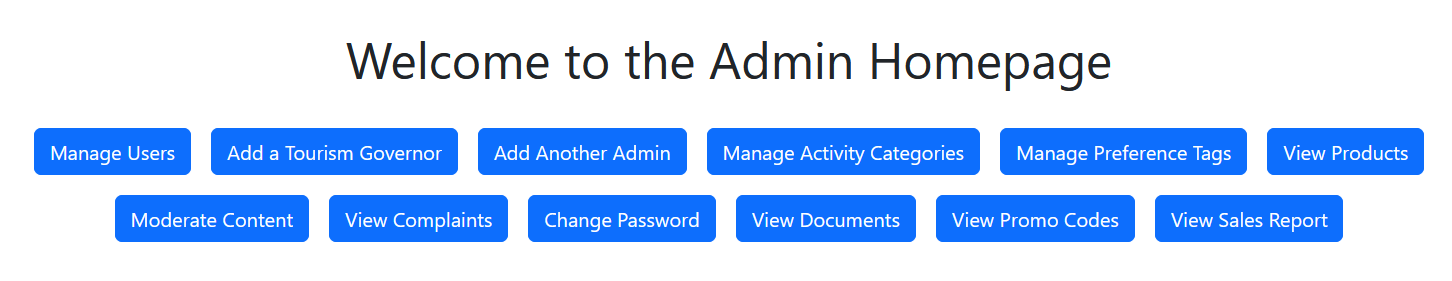 Welcome to the Admin Homepage
Manage Users Add a Tourism Governor Add Another Admin Manage Activity Categories Manage Preference Tags View Products
Moderate Content View Complaints Change Password View Documents View Promo Codes View Sales Report